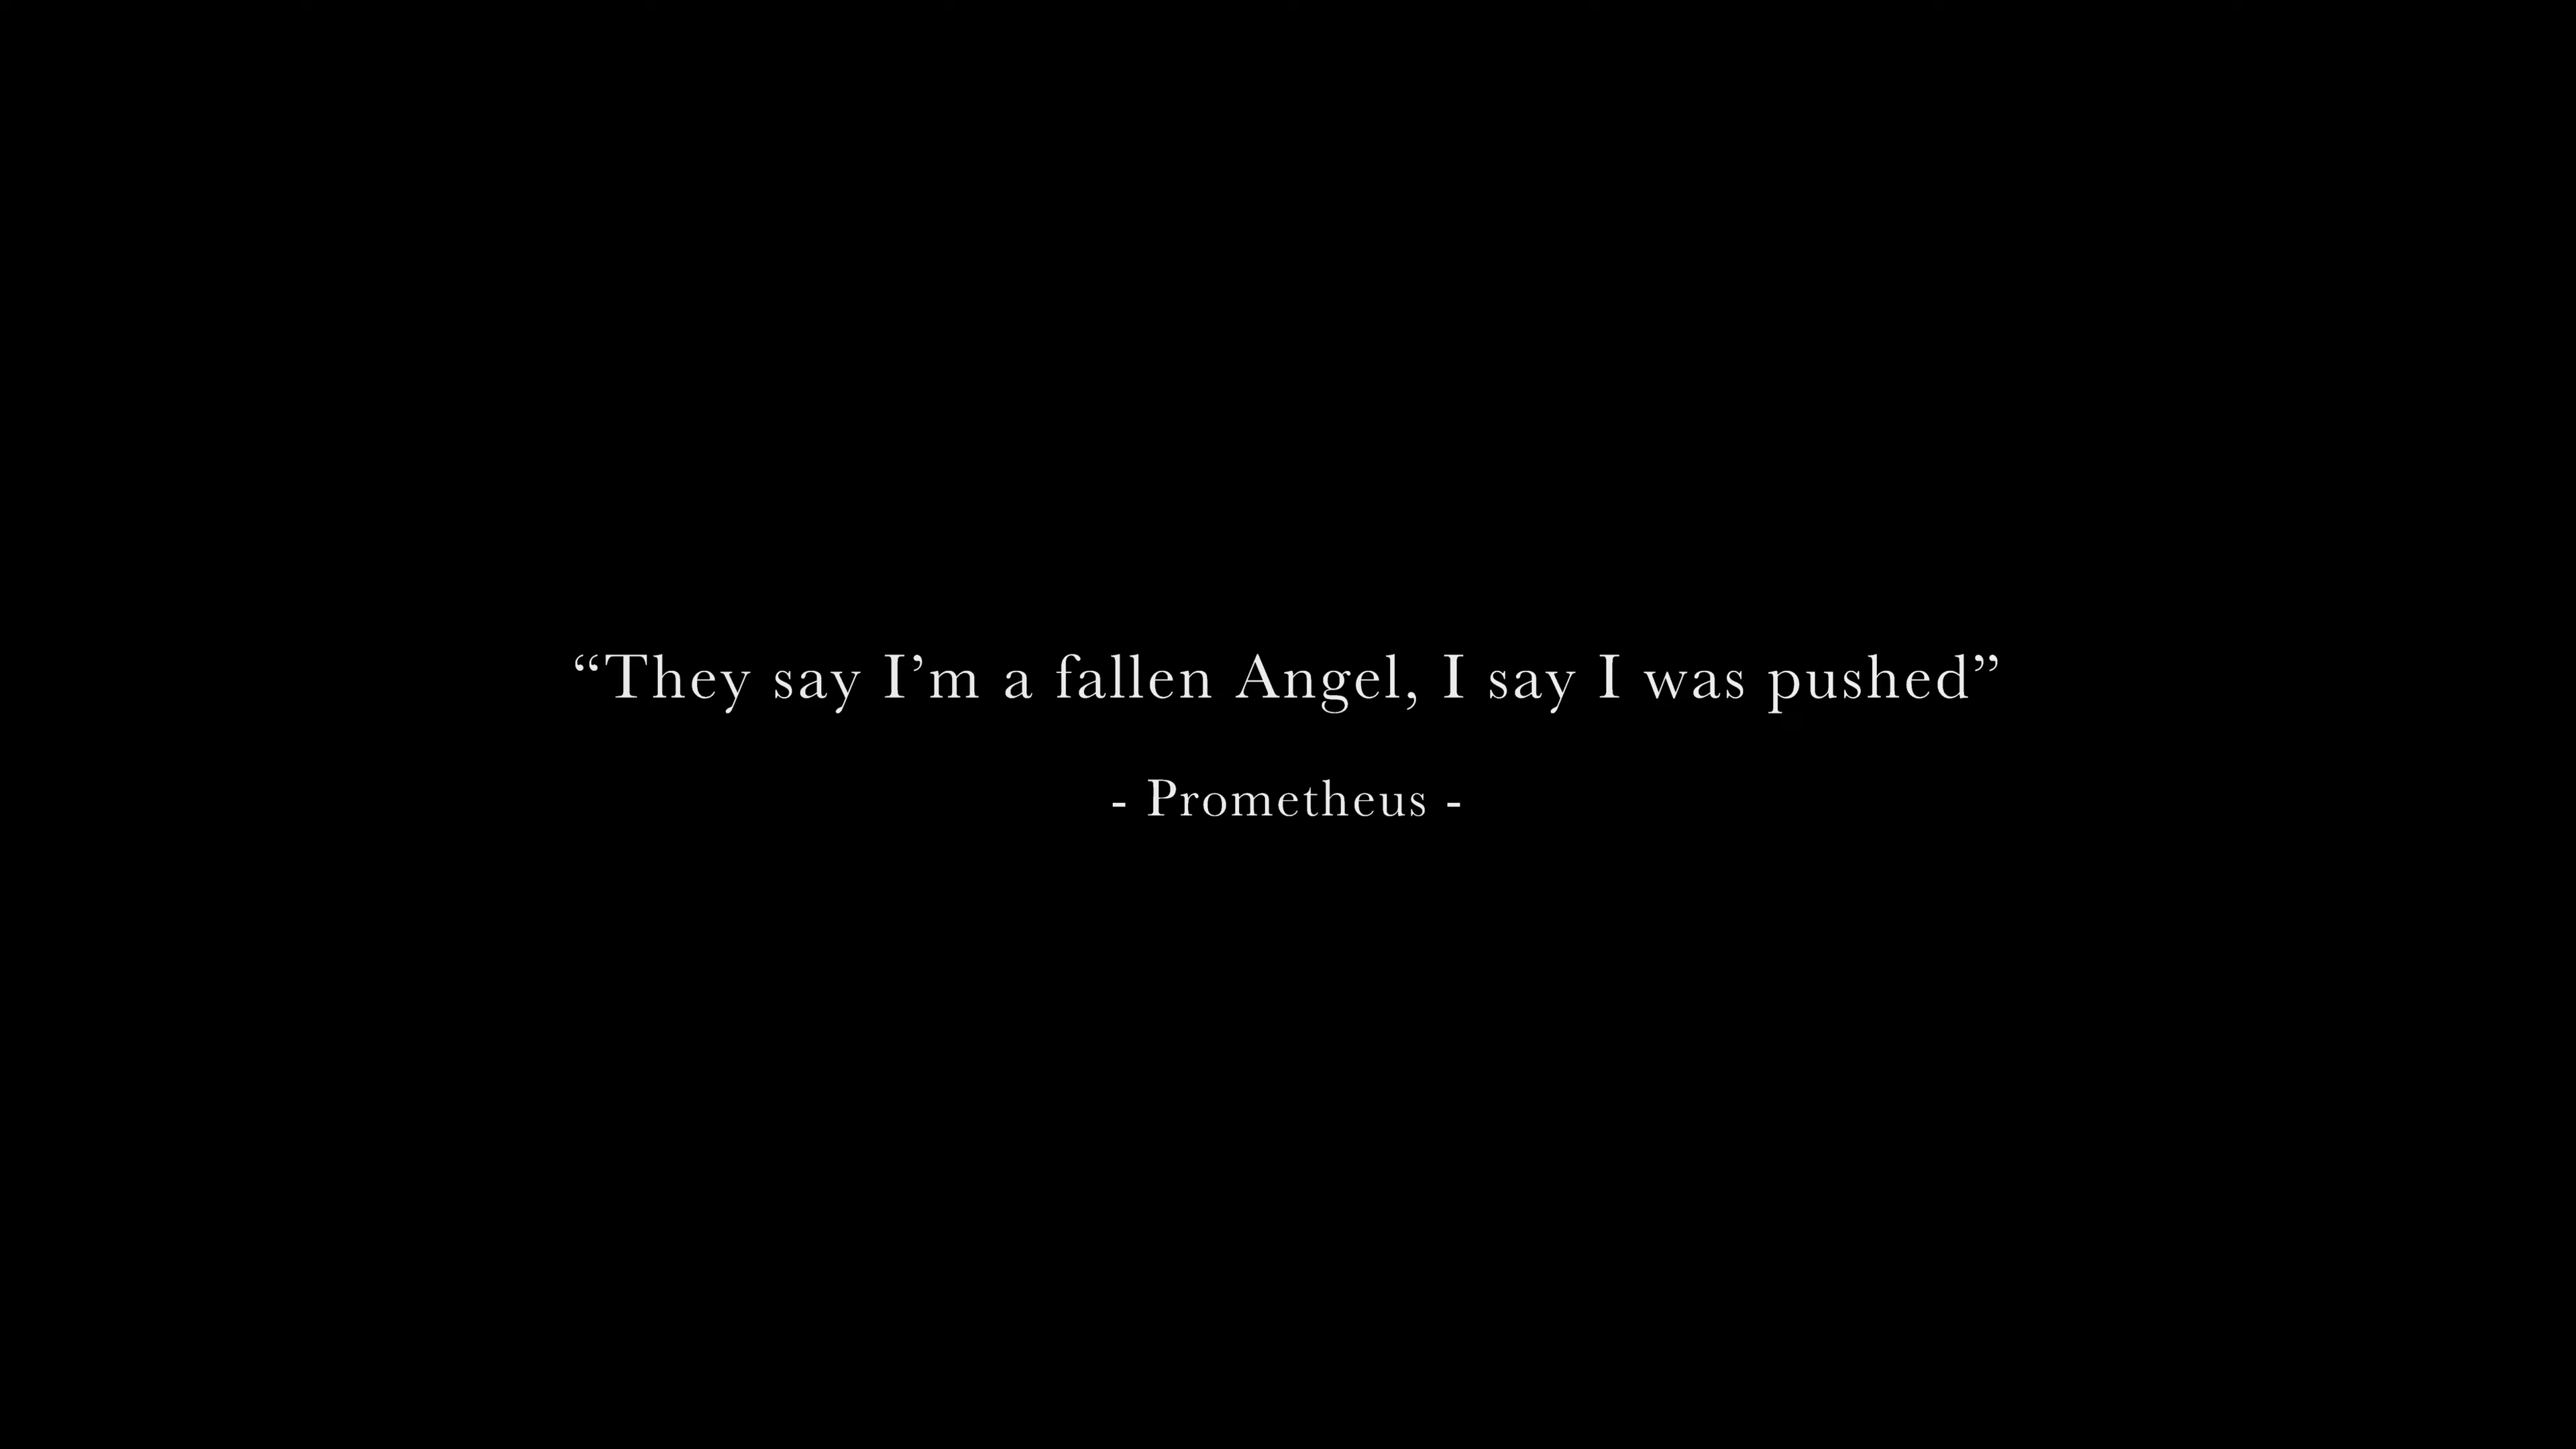 “They say I’m a fallen Angel, I say I was pushed”
- Prometheus -